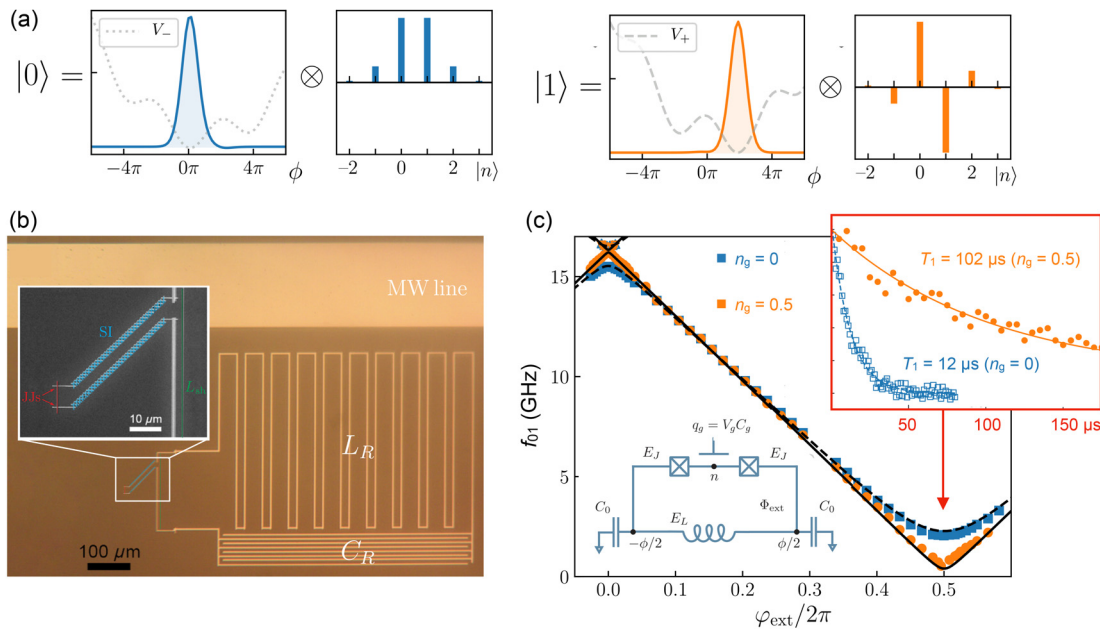 (a)
|0⟩ =
V₋
−4π 0π 4π ϕ
⊗
−2 0 2 |n⟩
|1⟩ =
V₊
−4π 0π 4π ϕ
⊗
−2 0 2 |n⟩
(b)
MW line
SI
JJs
10 μm
L_R
C_R
100 μm
(c)
f₀₁ (GHz)
15
10
5
0
n_g = 0
n_g = 0.5
T₁ = 102 μs (n_g = 0.5)
T₁ = 12 μs (n_g = 0)
50 100 150 μs
q_g = V_g C_g
E_J E_J
n
C₀ E_L Φ_ext C₀
−ϕ/2 ϕ/2
0.0 0.1 0.2 0.3 0.4 0.5
φ_ext/2π